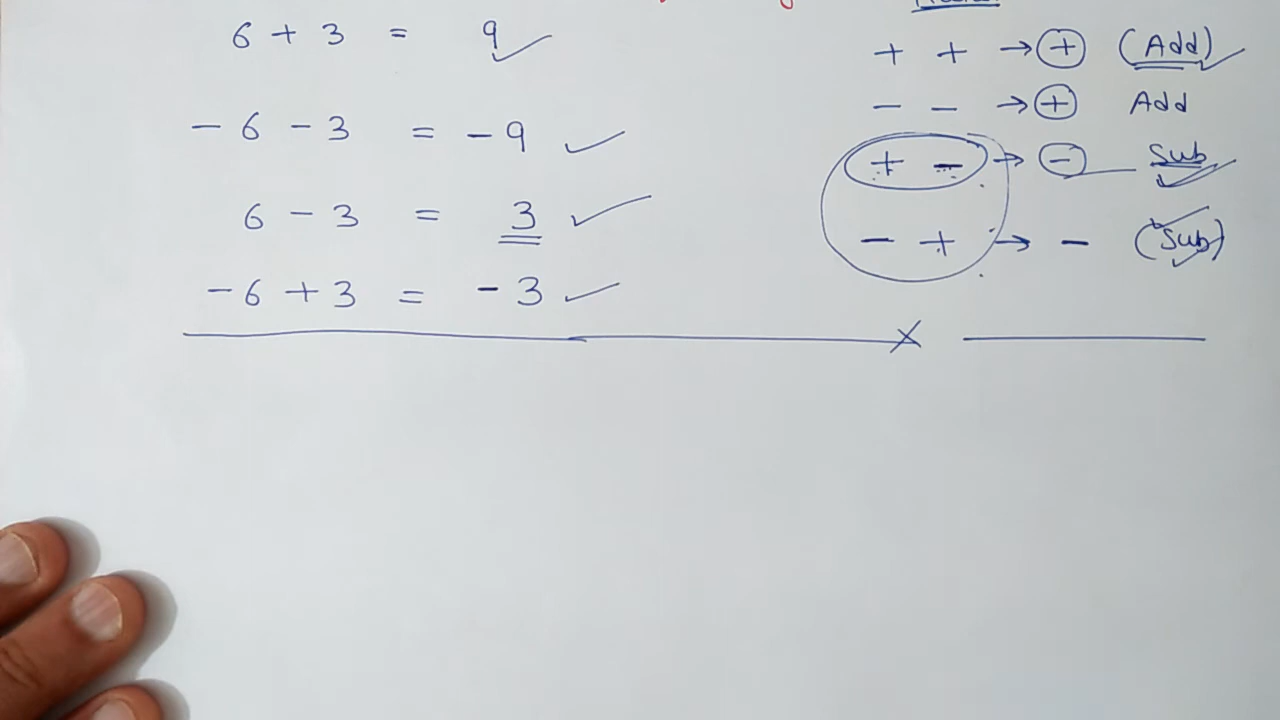 6 + 3 = 9 ✓
- 6 - 3 = - 9 ✓
6 - 3 = 3 ✓
- 6 + 3 = - 3 ✓
+ + → + (Add) ✓
- - → + Add
+ - → - Sub ✓
- + → - (Sub) ✓